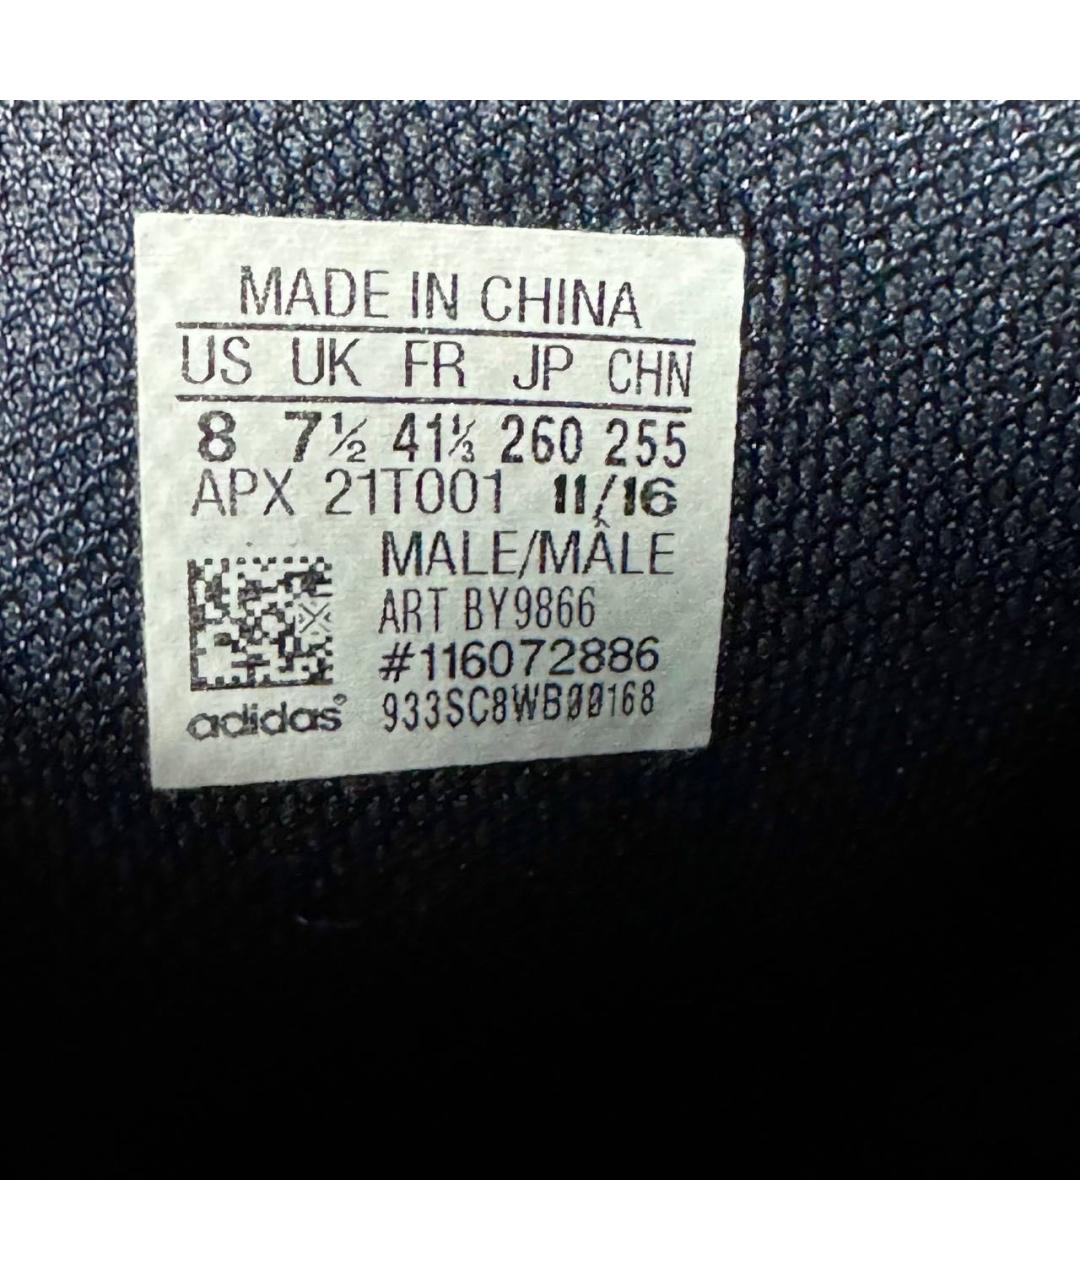 MADE IN CHINA
US UK FR JP CHN
8 7½ 41⅓ 260 255
APX 21T001 11/16
MALE/MÂLE
ART BY9866
#116072886
933SC8WB00168
adidas®